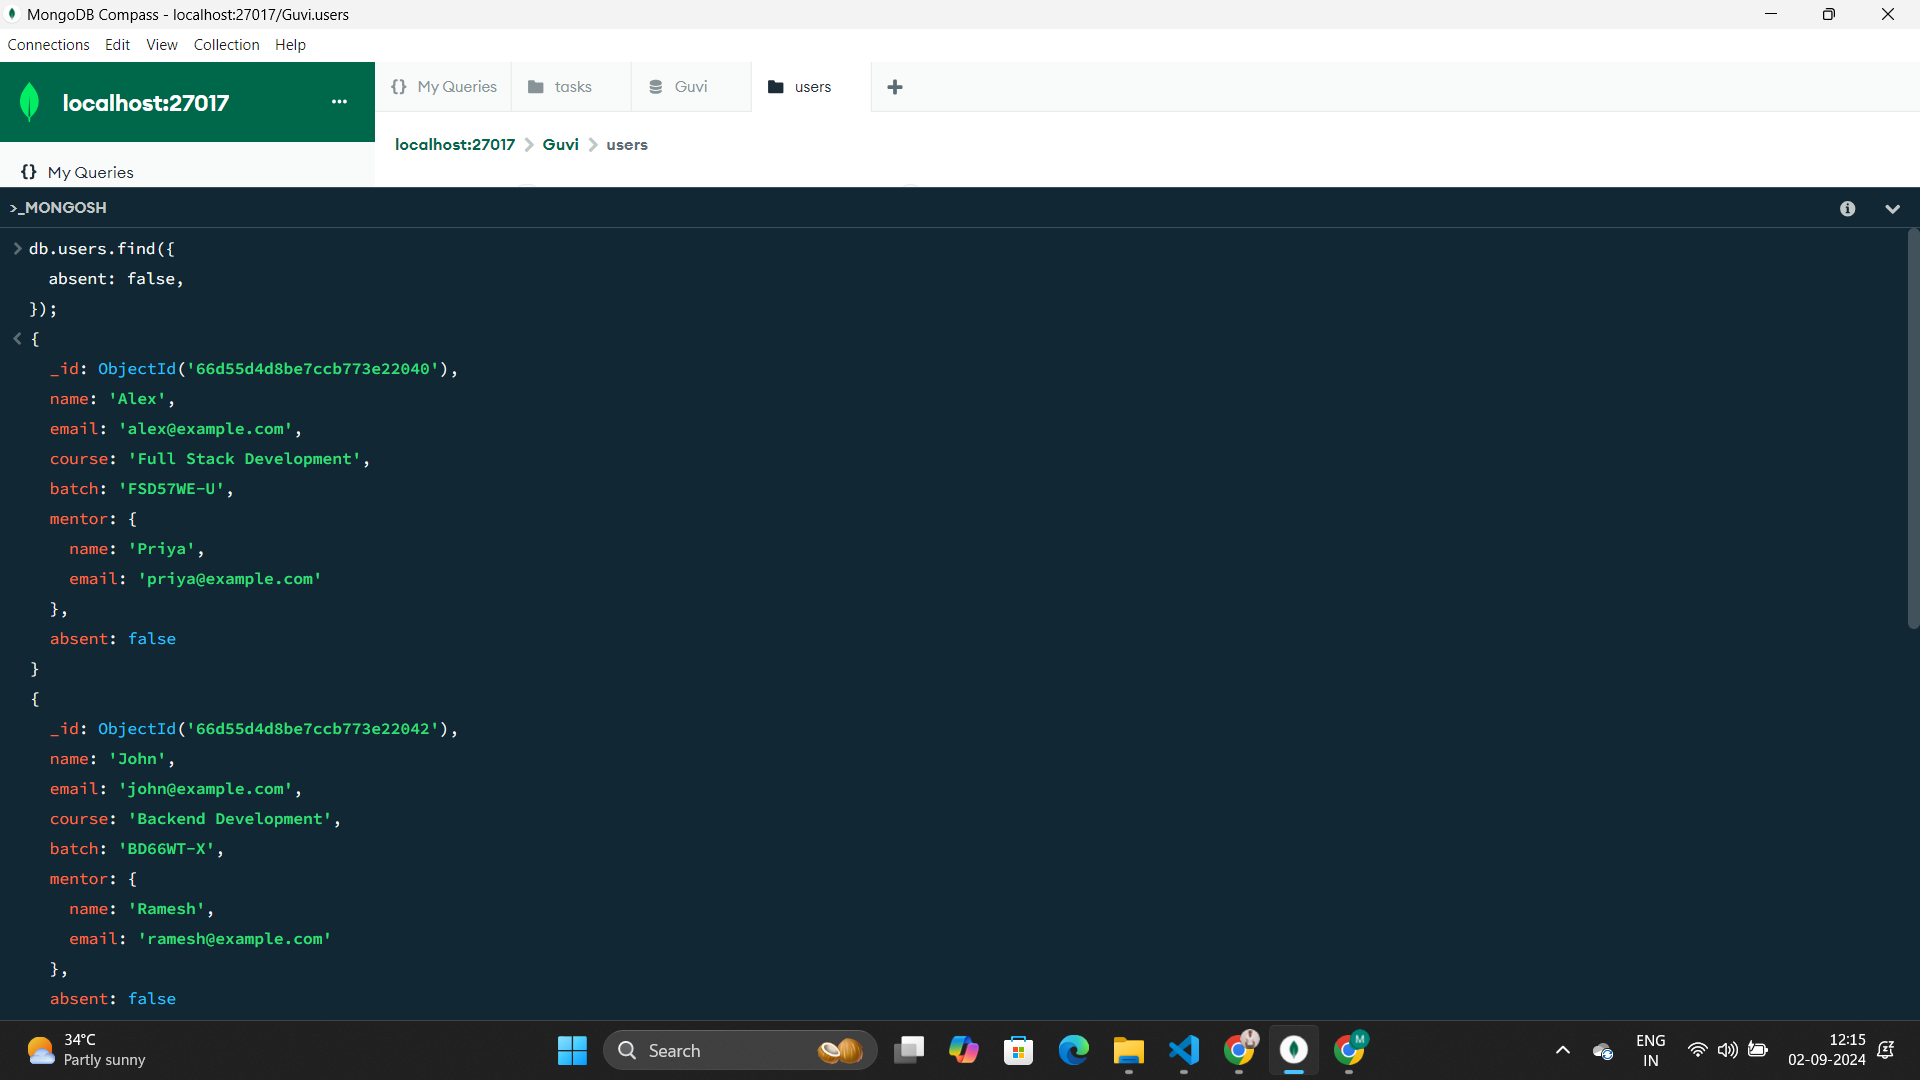 MongoDB Compass - localhost:27017/Guvi.users
Connections Edit View Collection Help
localhost:27017 ...
{} My Queries tasks Guvi users +
localhost:27017 > Guvi > users
{} My Queries
>_MONGOSH
> db.users.find({
absent: false,
});
< {
_id: ObjectId('66d55d4d8be7ccb773e22040'),
name: 'Alex',
email: 'alex@example.com',
course: 'Full Stack Development',
batch: 'FSD57WE-U',
mentor: {
name: 'Priya',
email: 'priya@example.com'
},
absent: false
}
{
_id: ObjectId('66d55d4d8be7ccb773e22042'),
name: 'John',
email: 'john@example.com',
course: 'Backend Development',
batch: 'BD66WT-X',
mentor: {
name: 'Ramesh',
email: 'ramesh@example.com'
},
absent: false
34°C
Partly sunny
Search
M
ENG
IN
12:15
02-09-2024